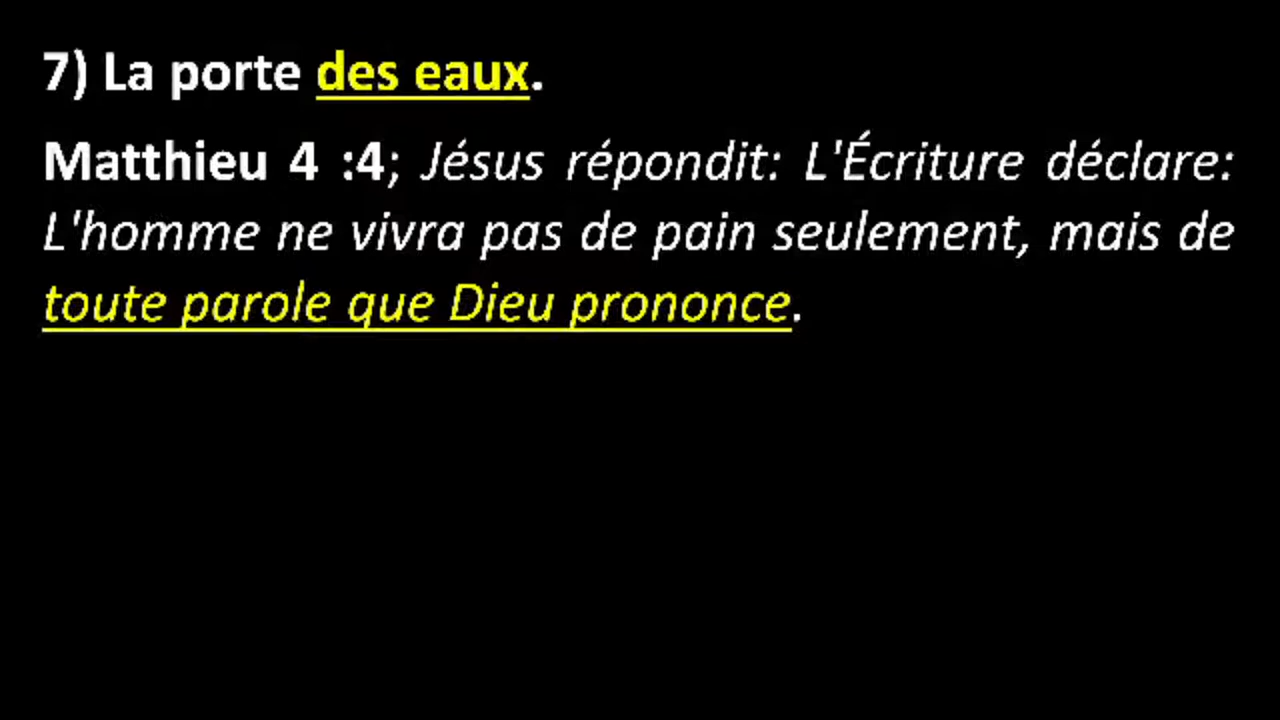 7) La porte des eaux.
Matthieu 4 :4; Jésus répondit: L'Écriture déclare:
L'homme ne vivra pas de pain seulement, mais de
toute parole que Dieu prononce.